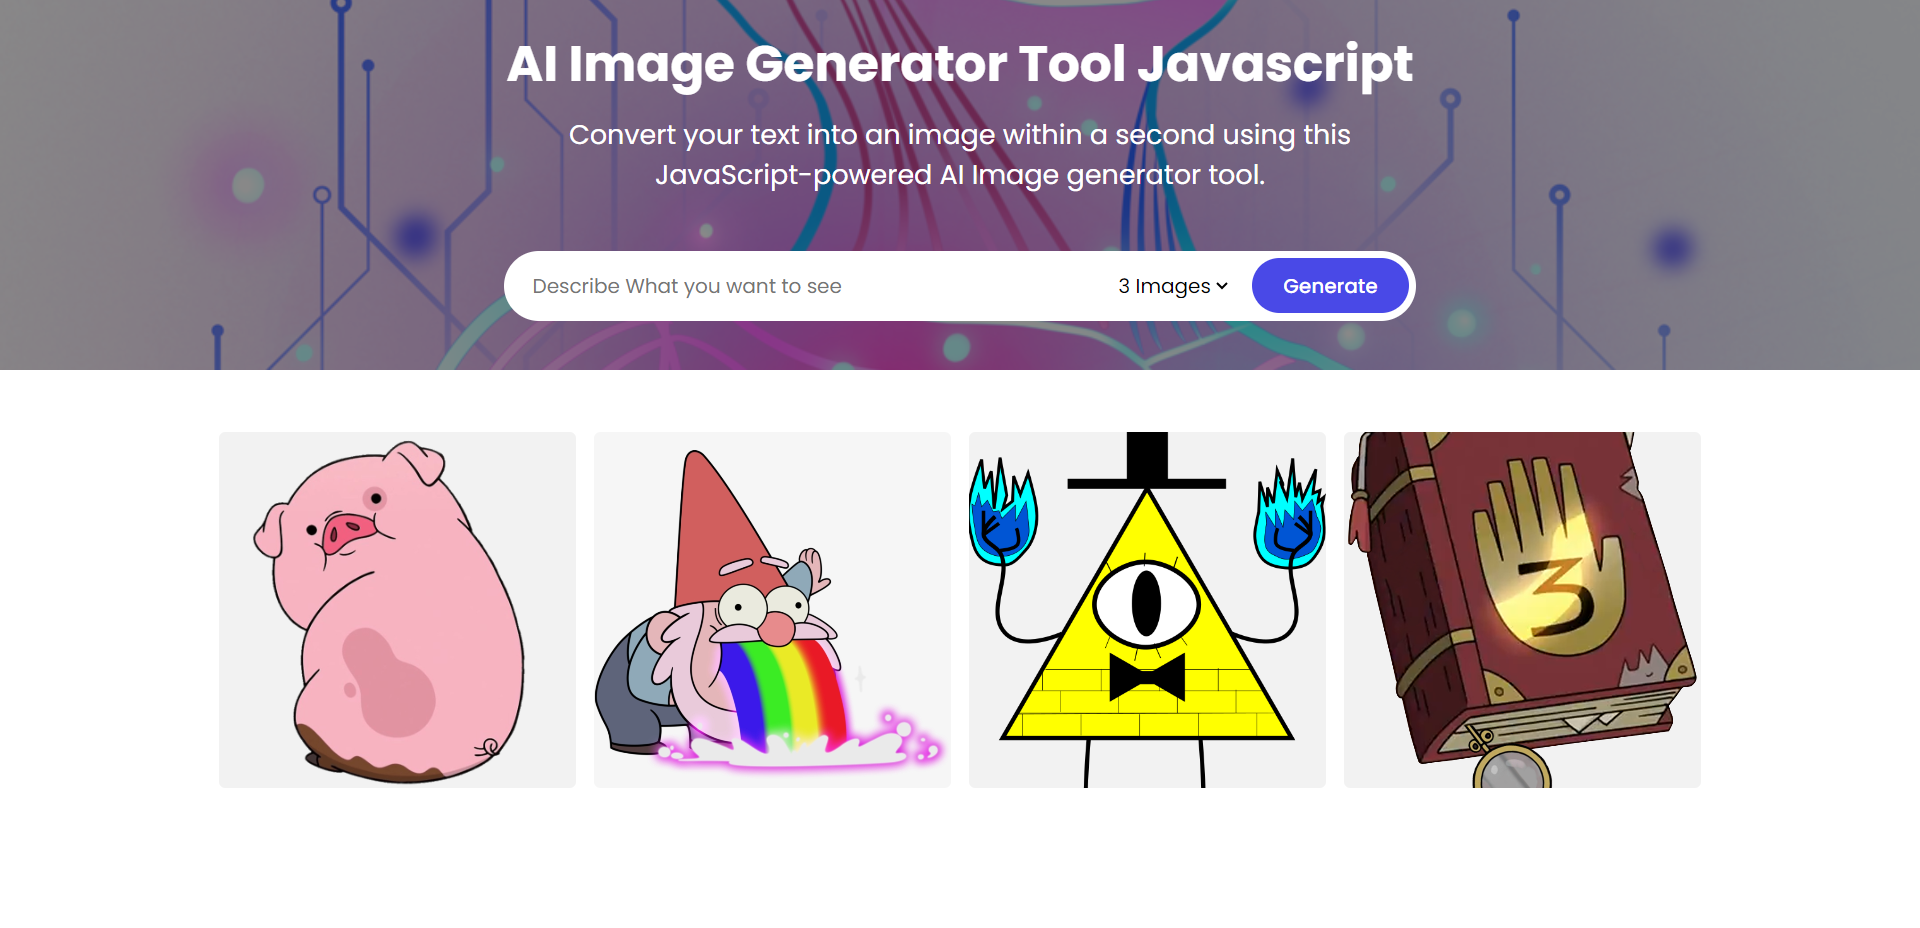 AI Image Generator Tool Javascript
Convert your text into an image within a second using this
JavaScript-powered AI Image generator tool.
Describe What you want to see
3 Images
Generate
3